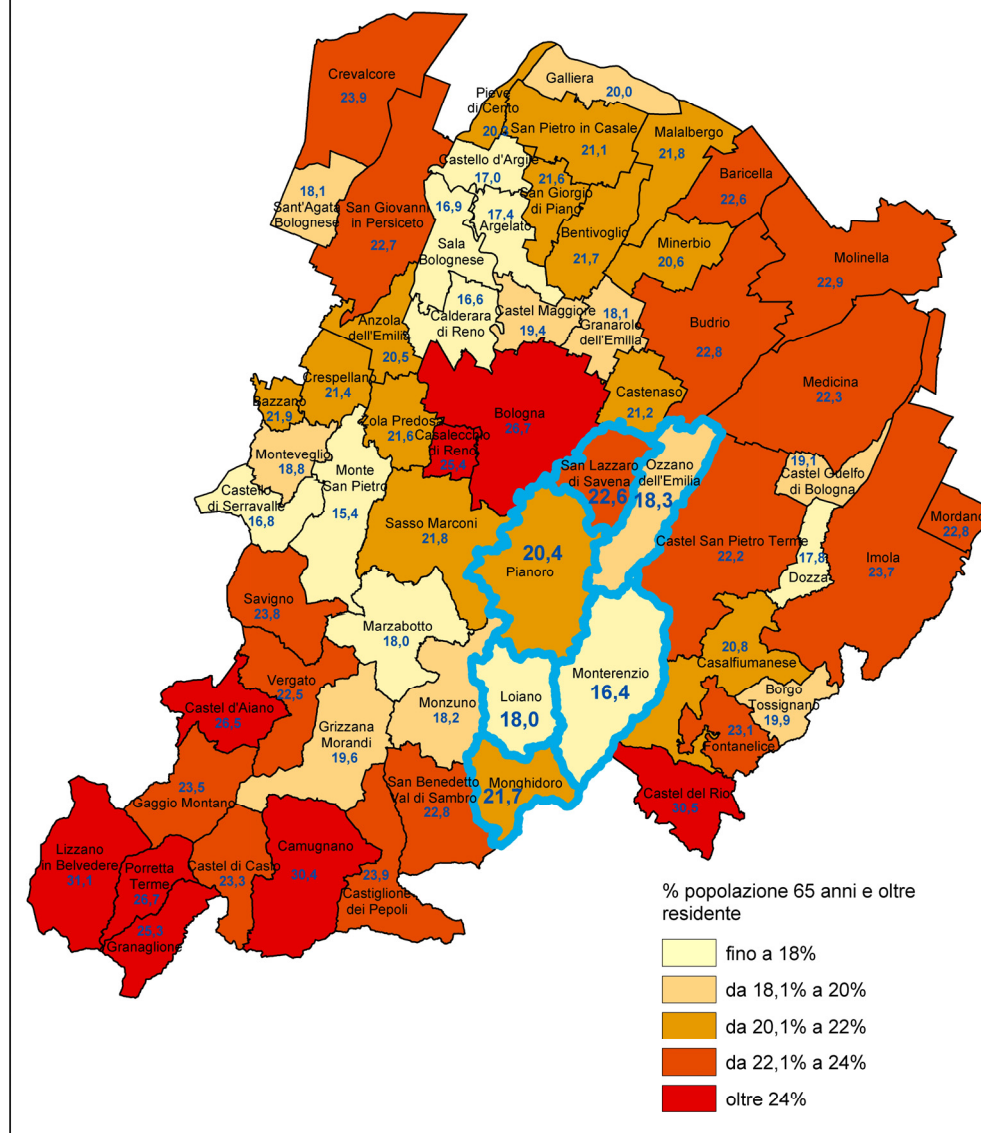 Crevalcore
23,9
Galliera
20,0
Pieve
di Cento
San Pietro in Casale
21,1
Malalbergo
21,8
Castello d'Argile
17,0
21,6
San Giorgio
di Piano
Baricella
22,6
18,1
Sant'Agata
Bolognese
San Giovanni
in Persiceto
22,7
16,9
Sala
Bolognese
17,4
Argelato
Bentivoglio
21,7
Minerbio
20,6
Molinella
22,9
16,6
Calderara
di Reno
Castel Maggiore
19,4
18,1
Granarolo
dell'Emilia
Budrio
22,8
Anzola
dell'Emilia
20,5
Crespellano
21,4
Medicina
22,3
Bazzano
21,9
Zola Predosa
21,6
Casalecchio
di Reno
Bologna
Castenaso
21,2
Monteveglio
18,8
Monte
San Pietro
15,4
San Lazzaro
di Savena
22,6
Ozzano
dell'Emilia
18,3
19,1
Castel Guelfo
di Bologna
Castello
di Serravalle
16,8
Sasso Marconi
21,8
20,4
Pianoro
Castel San Pietro Terme
22,2
17,8
Dozza
Imola
23,7
Mordano
22,8
Savigno
23,8
Marzabotto
18,0
Monterenzio
16,4
20,8
Casalfiumanese
Vergato
22,5
Castel d'Aiano
Monzuno
18,2
Loiano
18,0
Borgo
Tossignano
19,9
Grizzana
Morandi
19,6
23,1
Fontanelice
23,5
Gaggio Montano
San Benedetto
Val di Sambro
22,8
Monghidoro
21,7
Castel del Rio
Lizzano
in Belvedere
31,1
Porretta
Terme
26,7
Castel di Casio
23,3
Camugnano
30,4
23,9
Castiglione
dei Pepoli
25,3
Granaglione
% popolazione 65 anni e oltre
residente
fino a 18%
da 18,1% a 20%
da 20,1% a 22%
da 22,1% a 24%
oltre 24%